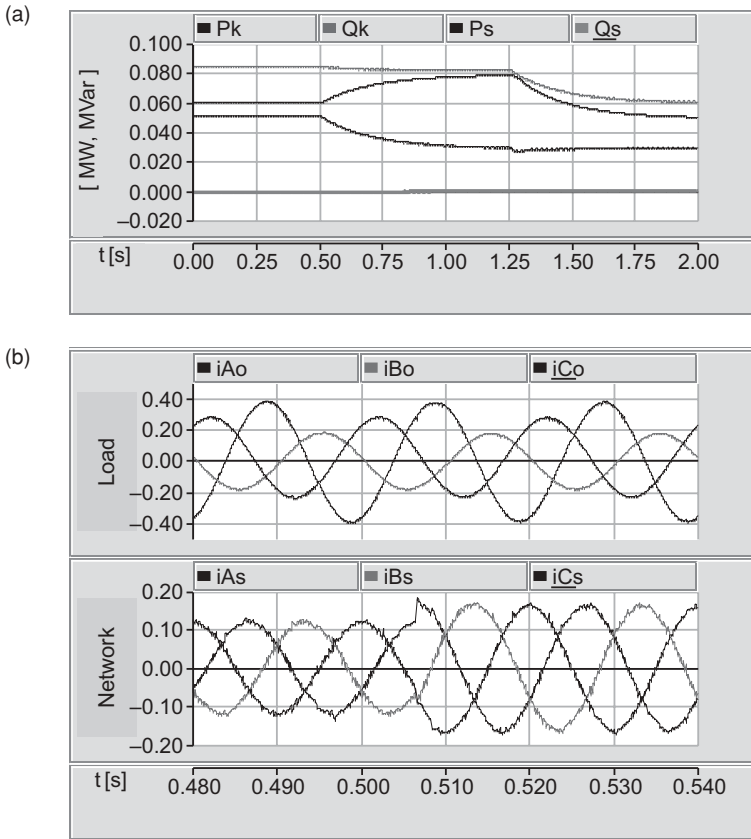 (a)
Pk Qk Ps Qs
[ MW, MVar ]
0.100
0.080
0.060
0.040
0.020
0.000
–0.020
t [s]
0.00 0.25 0.50 0.75 1.00 1.25 1.50 1.75 2.00
(b)
iAo iBo iCo
Load
0.40
0.20
0.00
–0.20
–0.40
iAs iBs iCs
Network
0.20
0.10
0.00
–0.10
–0.20
t [s]
0.480 0.490 0.500 0.510 0.520 0.530 0.540